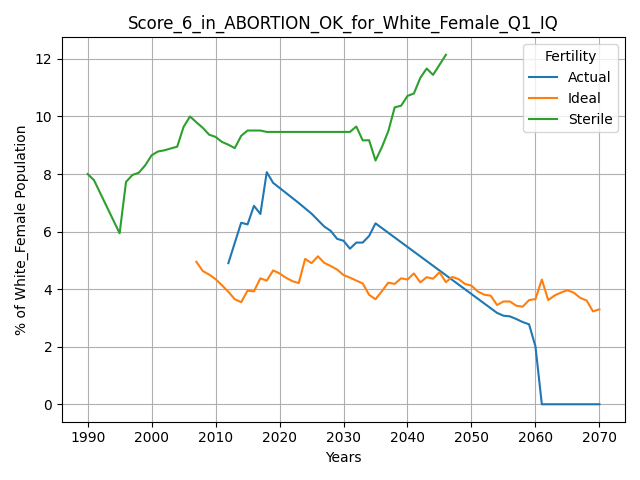 Score_6_in_ABORTION_OK_for_White_Female_Q1_IQ
Fertility
Actual
Ideal
Sterile
% of White_Female Population
12
10
8
6
4
2
0
1990 2000 2010 2020 2030 2040 2050 2060 2070
Years